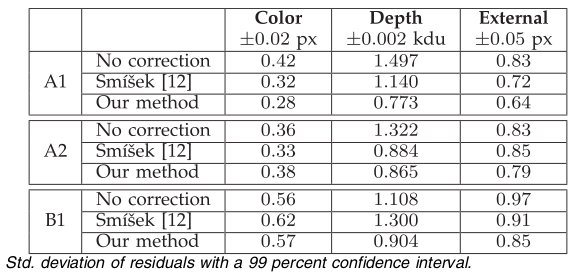 Color Depth External
±0.02 px ±0.002 kdu ±0.05 px
No correction 0.42 1.497 0.83
A1 Smíšek [12] 0.32 1.140 0.72
Our method 0.28 0.773 0.64
No correction 0.36 1.322 0.83
A2 Smíšek [12] 0.33 0.884 0.85
Our method 0.38 0.865 0.79
No correction 0.56 1.108 0.97
B1 Smíšek [12] 0.62 1.300 0.91
Our method 0.57 0.904 0.85
Std. deviation of residuals with a 99 percent confidence interval.